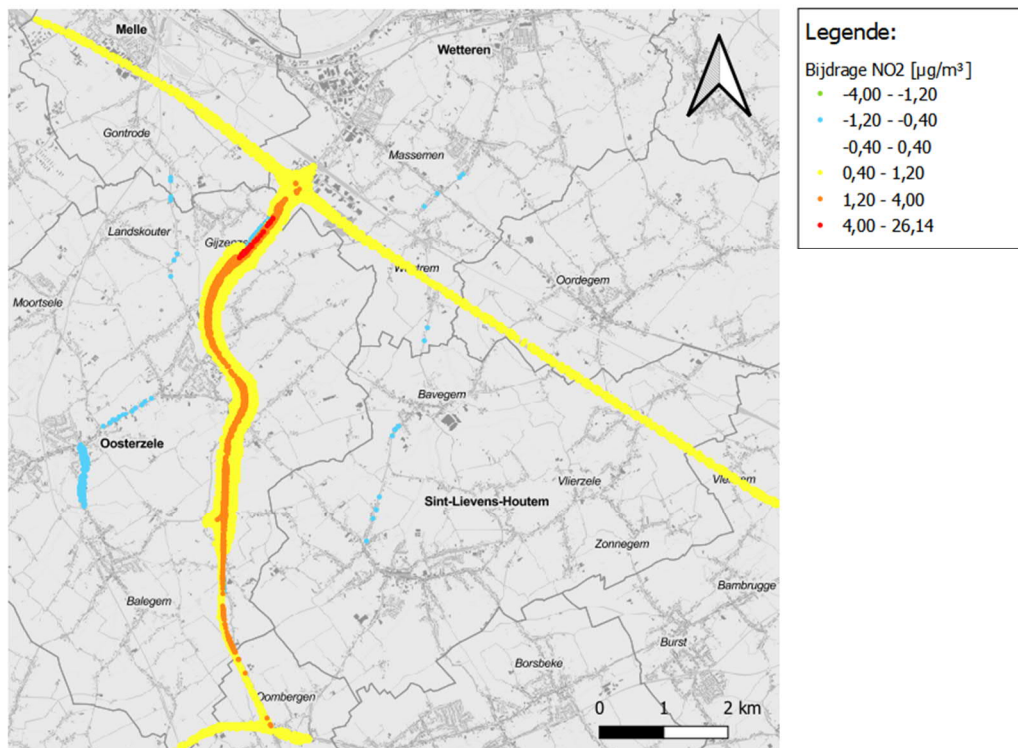 Melle
Wetteren
Gontrode
Massemen
Landskouter
Oordegem
Moortsele
Bavegem
Oosterzele
Vlierzele
Sint-Lievens-Houtem
Zonnegem
Bambrugge
Balegem
Burst
Borsbeke
Oombergen
0 1 2 km
Legende:
Bijdrage NO2 [µg/m³]
-4,00 - -1,20
-1,20 - -0,40
-0,40 - 0,40
0,40 - 1,20
1,20 - 4,00
4,00 - 26,14